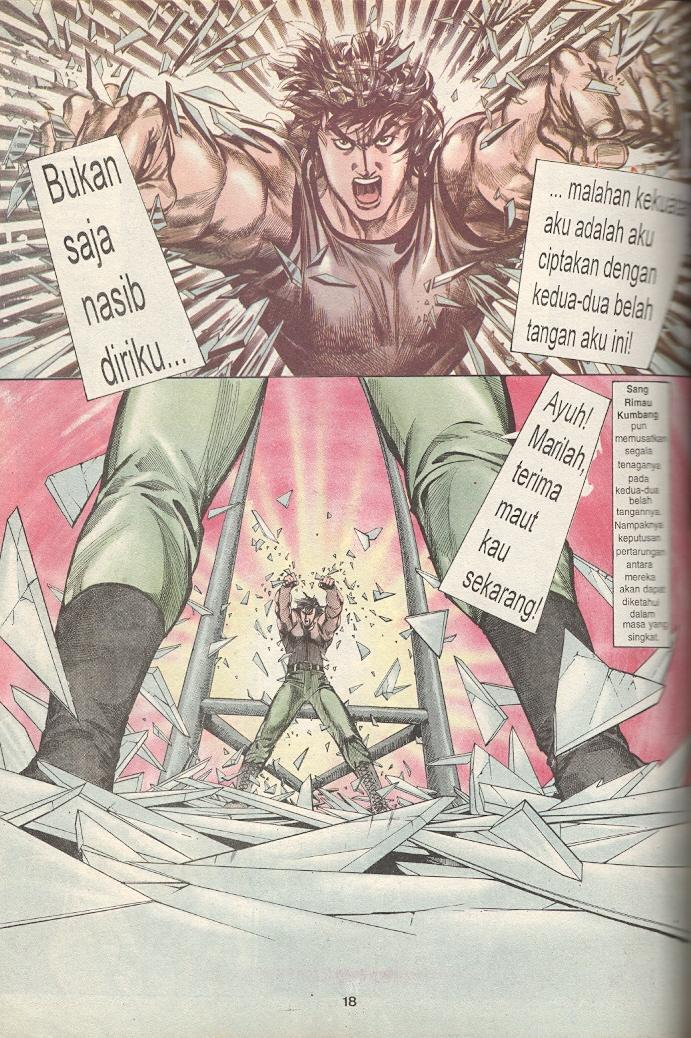 Bukan
saja
nasib
diriku...
... malahan kekuatan
aku adalah aku
ciptakan dengan
kedua-dua belah
tangan aku ini!
Ayuh!
Marilah,
terima
maut
kau
sekarang!
Sang
Rimau
Kumbang
pun
memusatkan
segala
tenaganya
pada
kedua-dua
belah
tangannya.
Nampaknya
keputusan
pertarungan
antara
mereka
akan dapat
diketahui
dalam
masa yang
singkat.
18